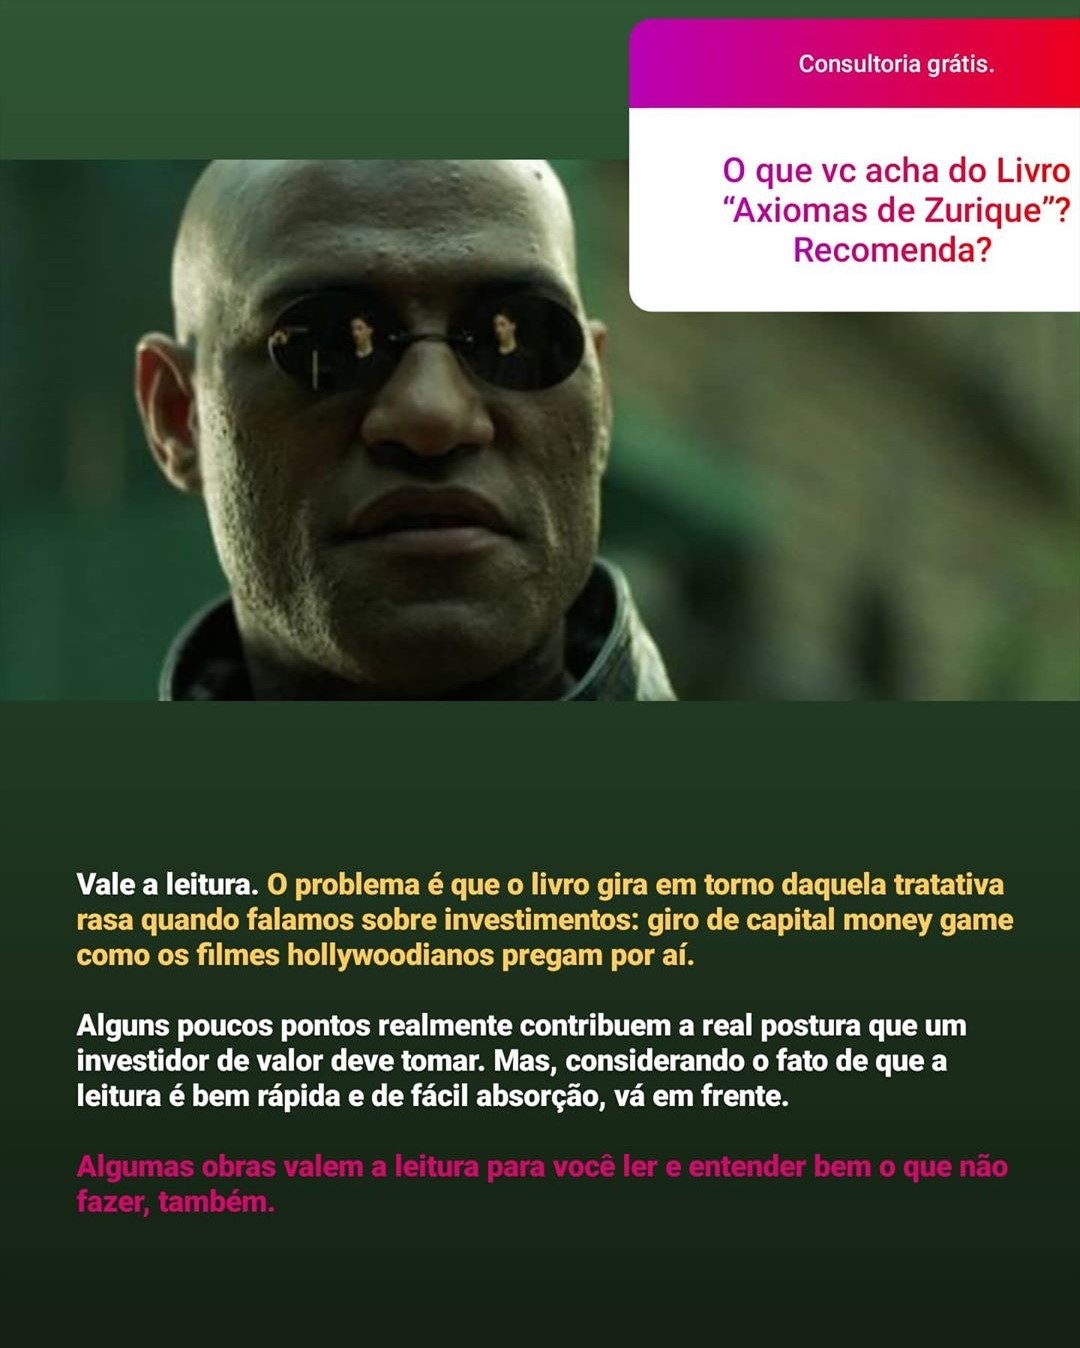 Consultoria grátis.
O que vc acha do Livro
“Axiomas de Zurique”?
Recomenda?
Vale a leitura. O problema é que o livro gira em torno daquela tratativa
rasa quando falamos sobre investimentos: giro de capital money game
como os filmes hollywoodianos pregam por aí.
Alguns poucos pontos realmente contribuem a real postura que um
investidor de valor deve tomar. Mas, considerando o fato de que a
leitura é bem rápida e de fácil absorção, vá em frente.
Algumas obras valem a leitura para você ler e entender bem o que não
fazer, também.